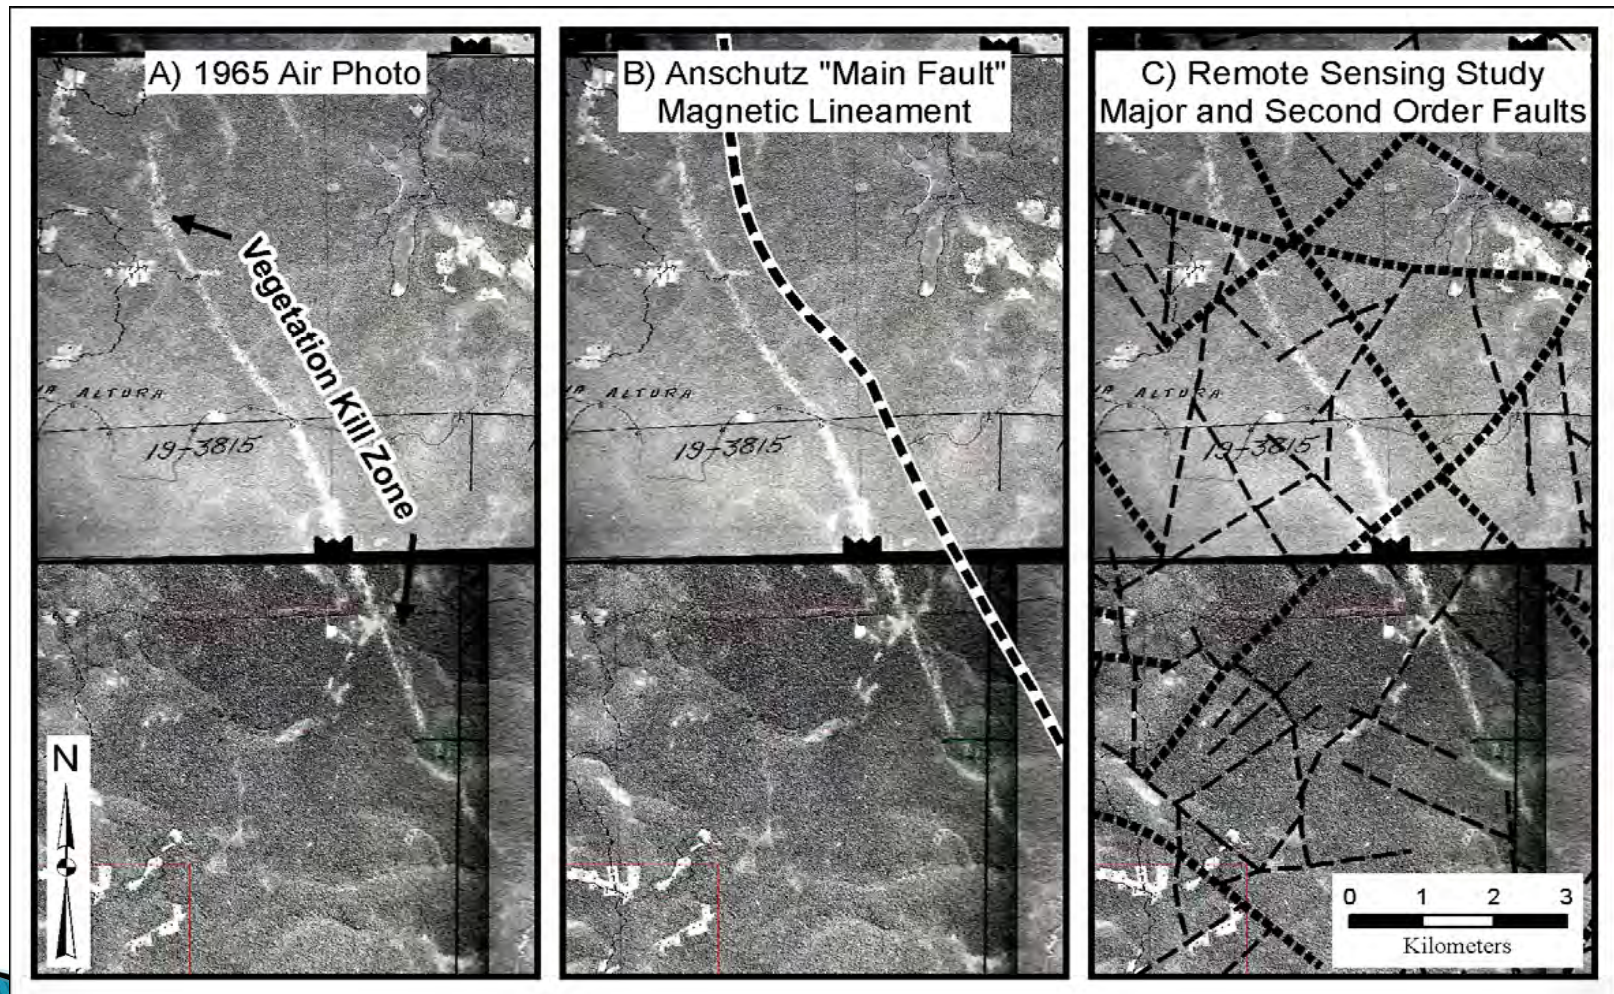 A) 1965 Air Photo
Vegetation Kill Zone
ALTURA
19-3815
N
B) Anschutz "Main Fault"
Magnetic Lineament
ALTURA
19-3815
C) Remote Sensing Study
Major and Second Order Faults
ALTURA
19-3815
0 1 2 3
Kilometers